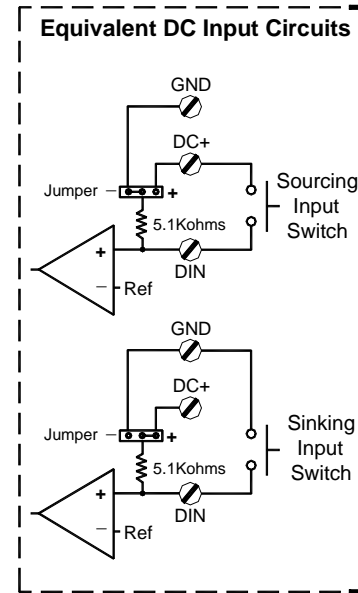 Equivalent DC Input Circuits
GND
DC+
Jumper − +
5.1Kohms
Sourcing
Input
Switch
+
− Ref
DIN
GND
DC+
Jumper − +
5.1Kohms
Sinking
Input
Switch
+
− Ref
DIN